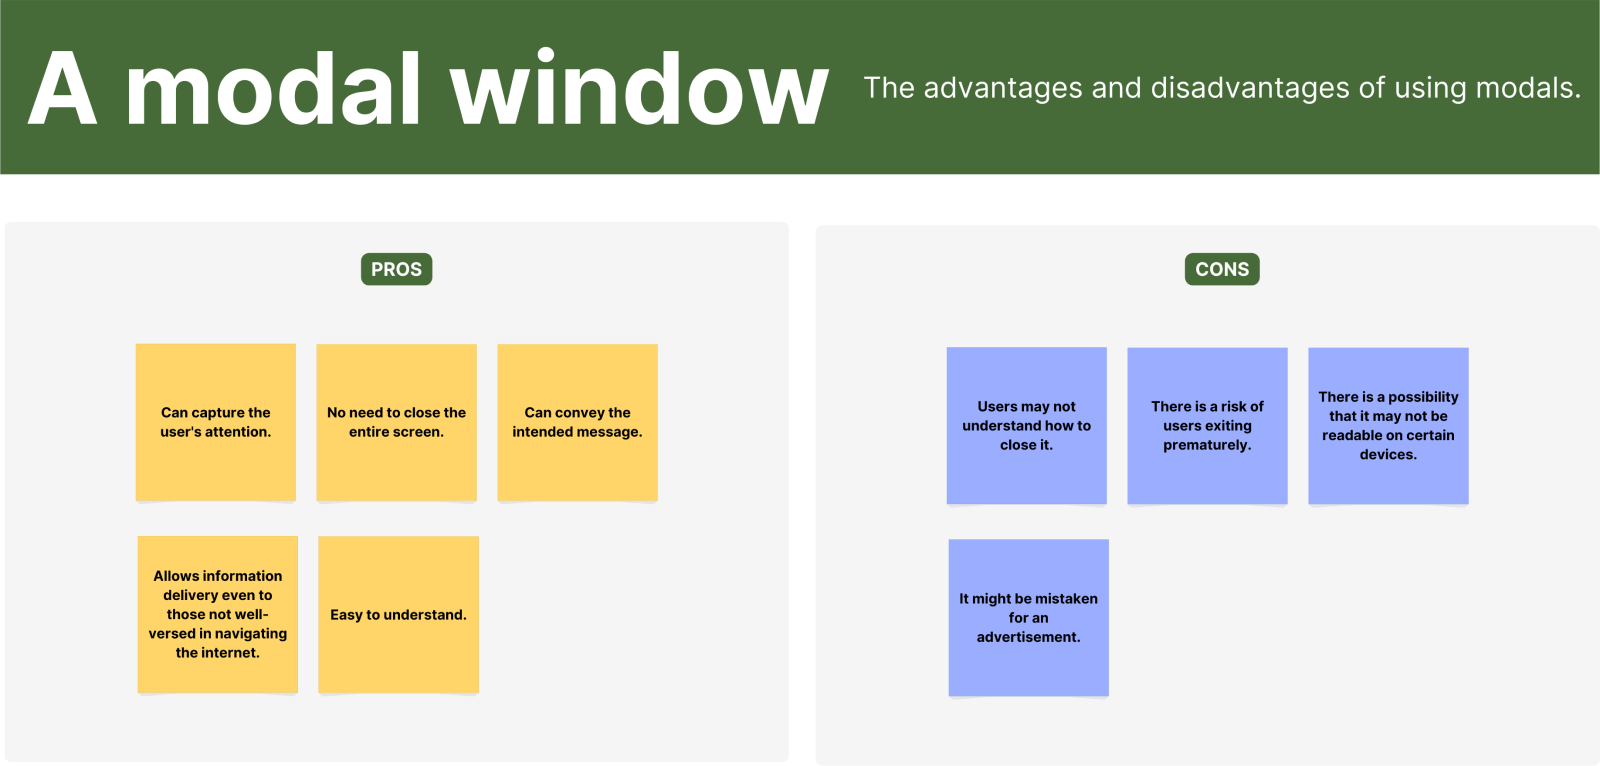 A modal window
The advantages and disadvantages of using modals.
PROS
Can capture the
user's attention.
No need to close the
entire screen.
Can convey the
intended message.
Allows information
delivery even to
those not well-
versed in navigating
the internet.
Easy to understand.
CONS
Users may not
understand how to
close it.
There is a risk of
users exiting
prematurely.
There is a possibility
that it may not be
readable on certain
devices.
It might be mistaken
for an
advertisement.